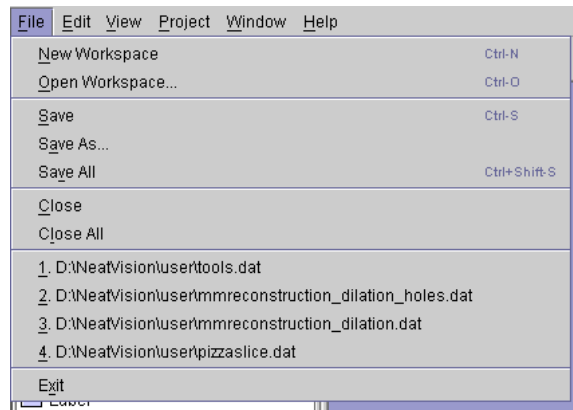 File Edit View Project Window Help
New Workspace Ctrl-N
Open Workspace... Ctrl-O
Save Ctrl-S
Save As...
Save All Ctrl+Shift-S
Close
Close All
1. D:\NeatVision\user\tools.dat
2. D:\NeatVision\user\mmreconstruction_dilation_holes.dat
3. D:\NeatVision\user\mmreconstruction_dilation.dat
4. D:\NeatVision\user\pizzaslice.dat
Exit